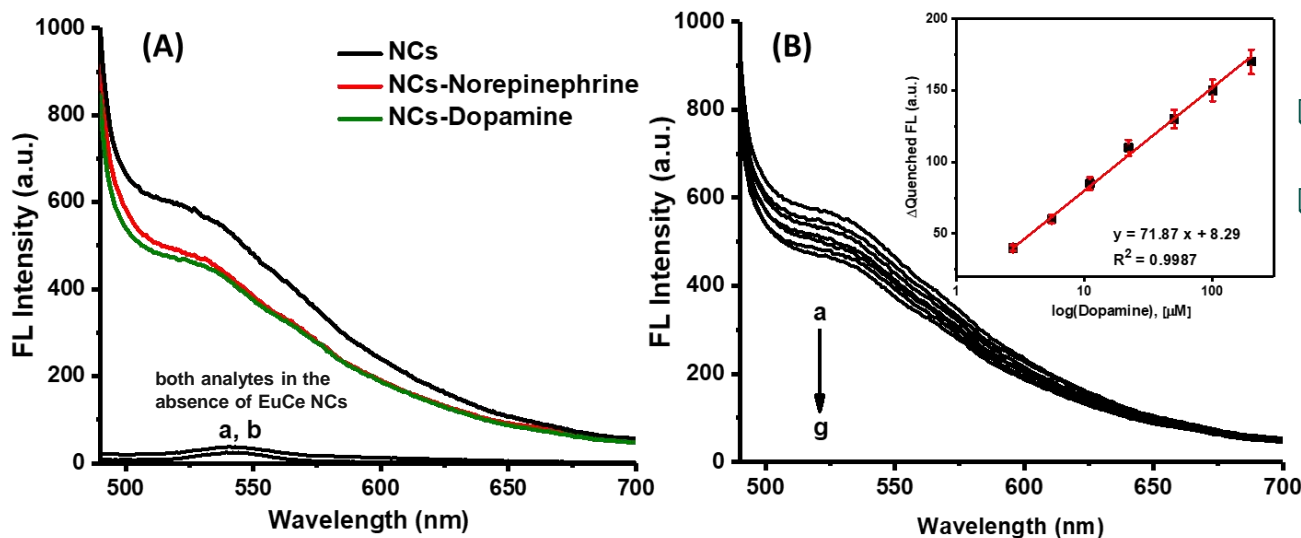 (A)
NCs
NCs-Norepinephrine
NCs-Dopamine
both analytes in the
absence of EuCe NCs
a, b
FL Intensity (a.u.)
1000
800
600
400
200
0
500
550
600
650
700
Wavelength (nm)
(B)
a
g
FL Intensity (a.u.)
1000
800
600
400
200
0
500
550
600
650
700
Wavelength (nm)
ΔQuenched FL (a.u.)
200
150
100
50
1
10
100
y = 71.87 x + 8.29
R² = 0.9987
log(Dopamine), [µM]